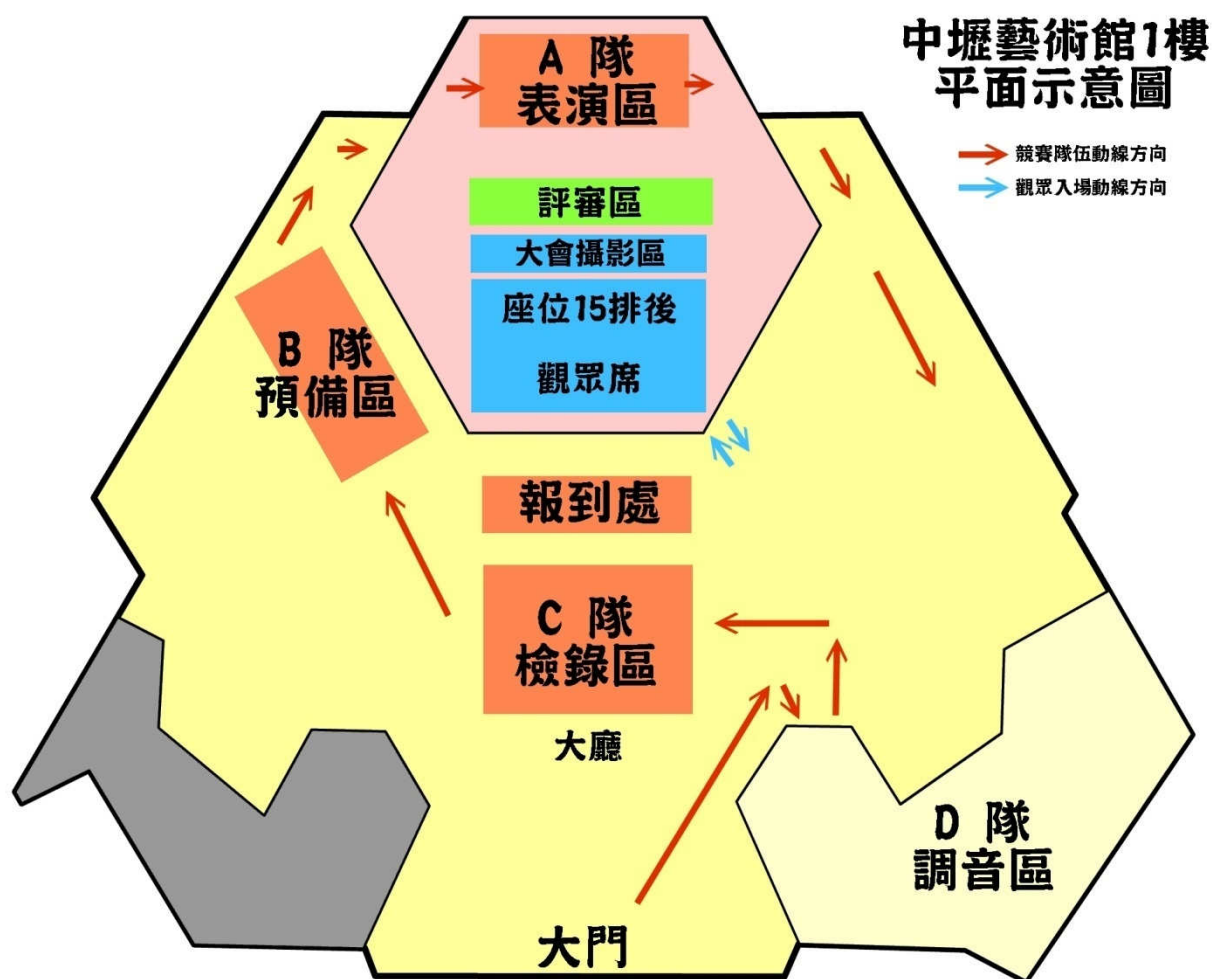 中壢藝術館1樓
平面示意圖
競賽隊伍動線方向
觀眾入場動線方向
A 隊
表演區
評審區
大會攝影區
座位15排後
觀眾席
B 隊
預備區
報到處
C 隊
檢錄區
大廳
D 隊
調音區
大門